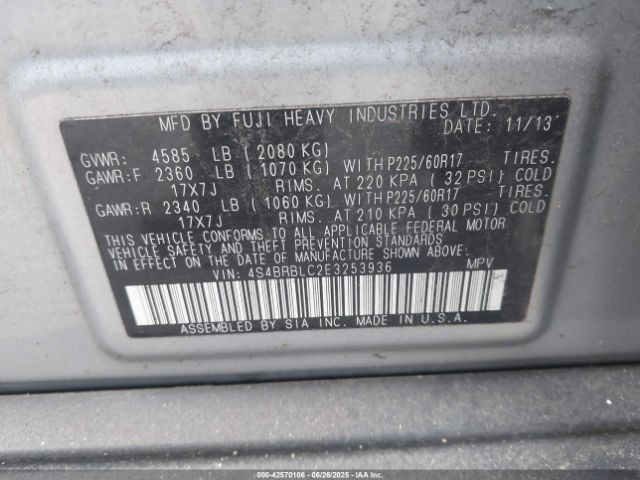 MFD BY FUJI HEAVY INDUSTRIES LTD.
DATE: 11/13
GVWR: 4585 LB ( 2080 KG)
GAWR:F 2360 LB ( 1070 KG) WITH P225/60R17 TIRES.
17X7J RIMS. AT 220 KPA ( 32 PSI) COLD
GAWR:R 2340 LB ( 1060 KG) WITH P225/60R17 TIRES.
17X7J RIMS. AT 210 KPA ( 30 PSI) COLD
THIS VEHICLE CONFORMS TO ALL APPLICABLE FEDERAL MOTOR
VEHICLE SAFETY AND THEFT PREVENTION STANDARDS IN
EFFECT ON THE DATE OF MANUFACTURE SHOWN ABOVE.
VIN: 4S4BRBLC2E3253936 MPV
ASSEMBLED BY SIA INC. MADE IN U.S.A.
000-42570106 - 06/26/2025 - IAAHQCAR